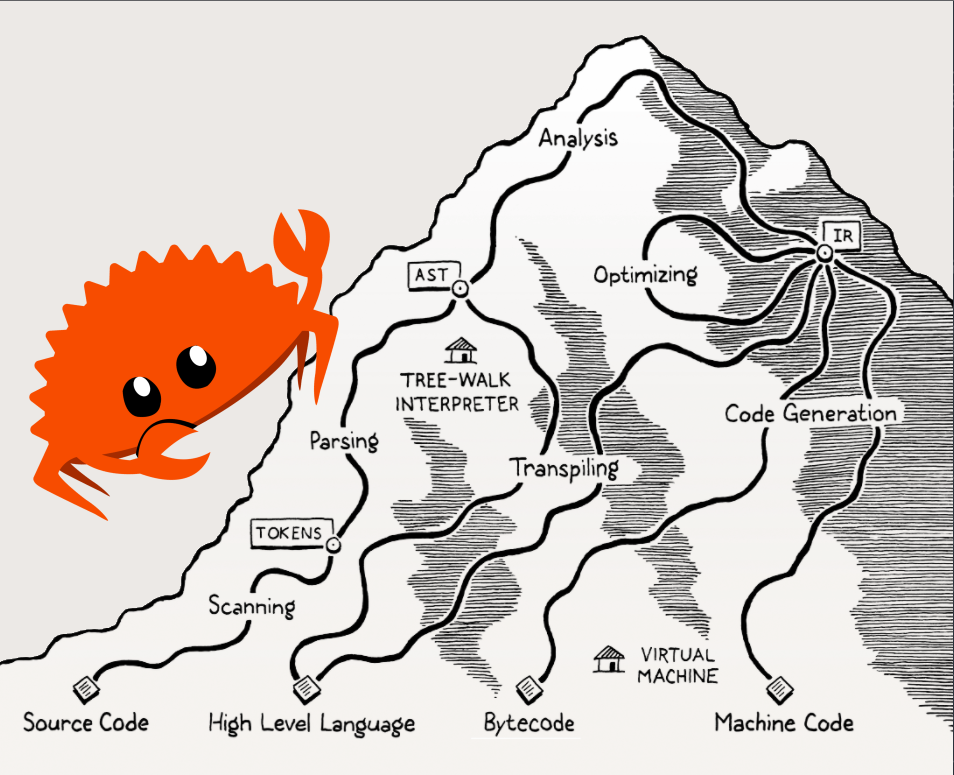 Analysis
IR
AST
Optimizing
TREE-WALK
INTERPRETER
Code Generation
Parsing
Transpiling
TOKENS
Scanning
VIRTUAL
MACHINE
Source Code
High Level Language
Bytecode
Machine Code